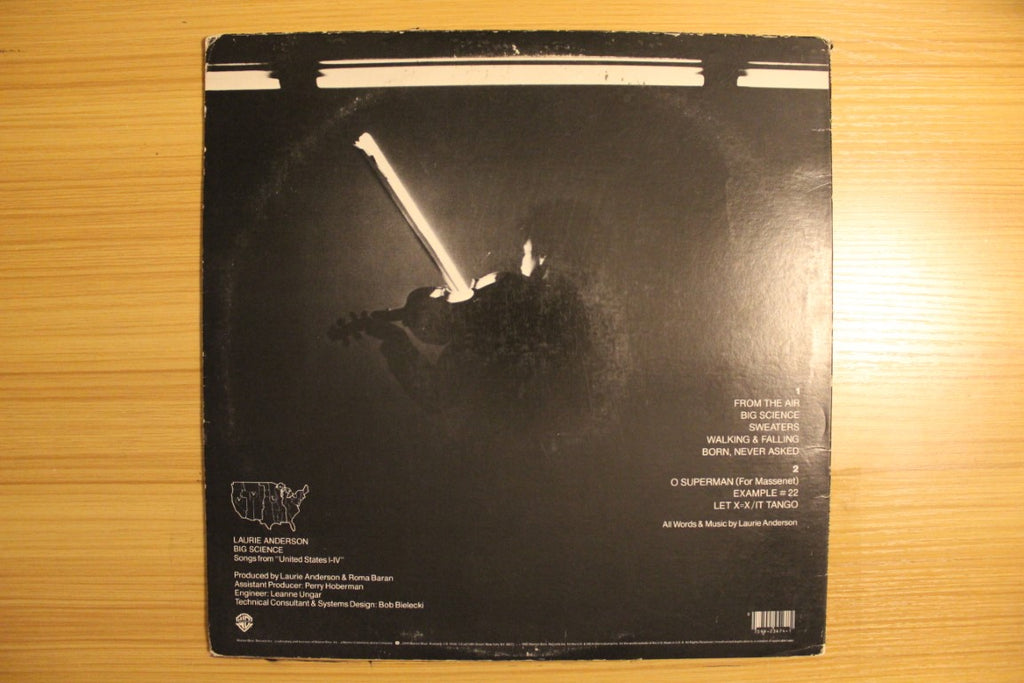 1
FROM THE AIR
BIG SCIENCE
SWEATERS
WALKING & FALLING
BORN, NEVER ASKED
2
O SUPERMAN (For Massenet)
EXAMPLE # 22
LET X=X/IT TANGO
All Words & Music by Laurie Anderson
LAURIE ANDERSON
BIG SCIENCE
Songs from "United States I-IV"
Produced by Laurie Anderson & Roma Baran
Assistant Producer: Perry Hoberman
Engineer: Leanne Ungar
Technical Consultant & Systems Design: Bob Bielecki